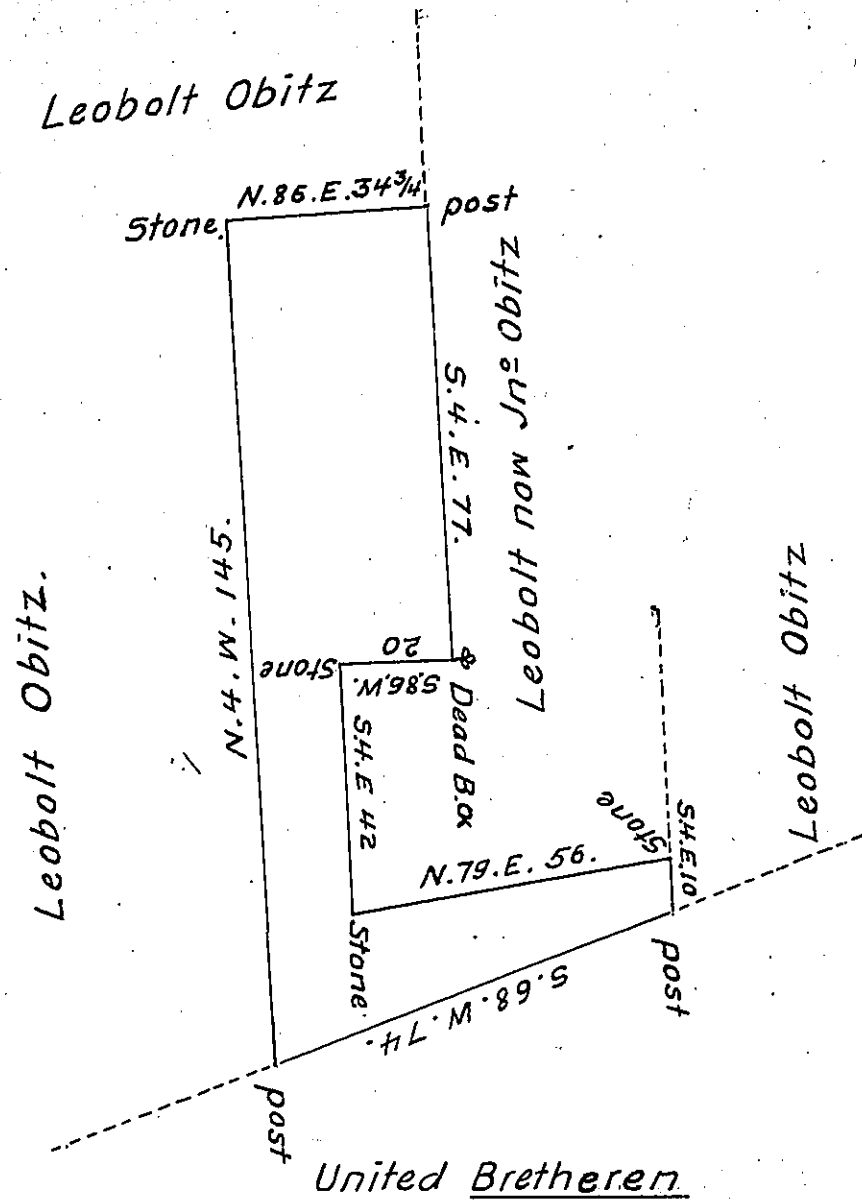 Leobolt Obitz
N.86.E.34¾
Stone.
post
S.4.E.77.
Leobolt now Jnº Obitz
N.4.W.145.
Leobolt Obitz.
Leobolt Obitz
20
S.86.W.
Stone
Dead B.ox
S.4.E 42
Stone
S.4.E.10
N.79.E. 56.
Stone
post
S.68.W.74.
post
United Bretheren